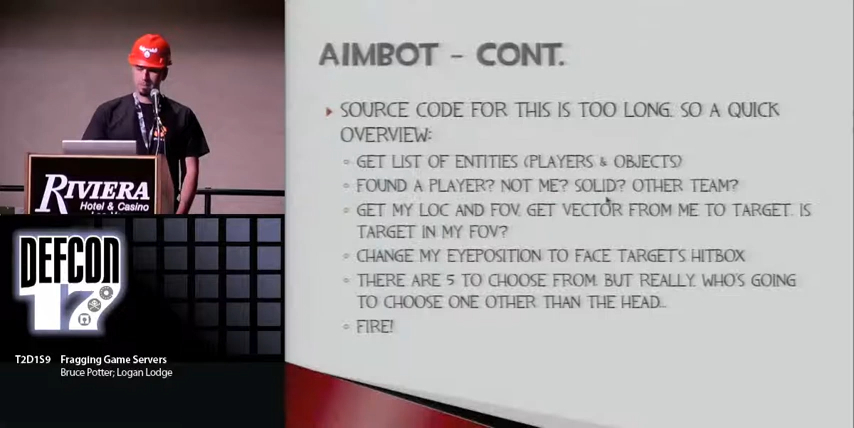 AIMBOT – CONT.
SOURCE CODE FOR THIS IS TOO LONG. SO A QUICK
OVERVIEW:
GET LIST OF ENTITIES (PLAYERS & OBJECTS)
FOUND A PLAYER? NOT ME? SOLID? OTHER TEAM?
GET MY LOC AND FOV. GET VECTOR FROM ME TO TARGET. IS
TARGET IN MY FOV?
CHANGE MY EYEPOSITION TO FACE TARGET'S HITBOX
THERE ARE 5 TO CHOOSE FROM. BUT REALLY, WHO'S GOING
TO CHOOSE ONE OTHER THAN THE HEAD...
FIRE!
RIVIERA
Hotel & Casino
DEFCON
17
T2D1S9 Fragging Game Servers
Bruce Potter; Logan Lodge